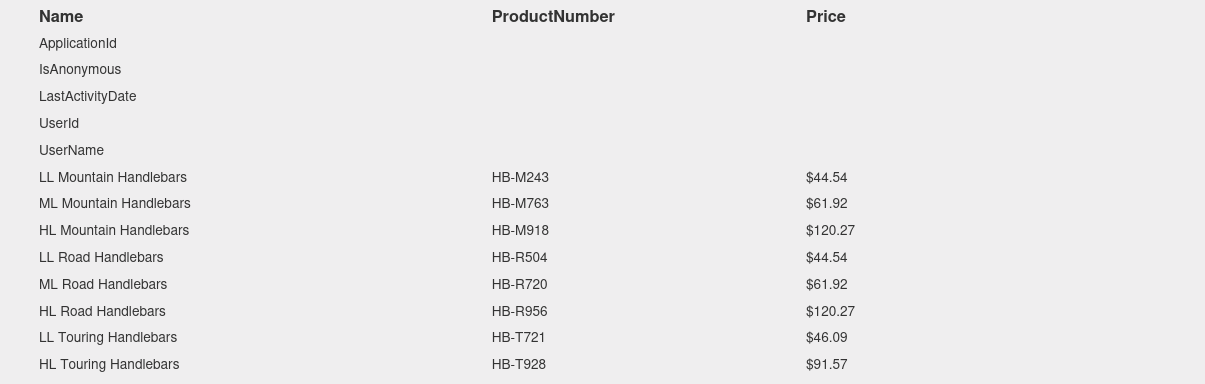 Name ProductNumber Price
ApplicationId
IsAnonymous
LastActivityDate
UserId
UserName
LL Mountain Handlebars HB-M243 $44.54
ML Mountain Handlebars HB-M763 $61.92
HL Mountain Handlebars HB-M918 $120.27
LL Road Handlebars HB-R504 $44.54
ML Road Handlebars HB-R720 $61.92
HL Road Handlebars HB-R956 $120.27
LL Touring Handlebars HB-T721 $46.09
HL Touring Handlebars HB-T928 $91.57